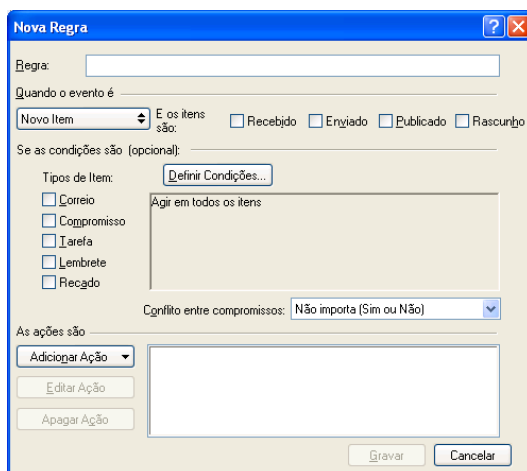 Nova Regra
Regra:
Quando o evento é
Novo Item E os itens são: Recebido Enviado Publicado Rascunho
Se as condições são (opcional):
Tipos de Item: Definir Condições...
Correio
Agir em todos os itens
Compromisso
Tarefa
Lembrete
Recado
Conflito entre compromissos: Não importa (Sim ou Não)
As ações são
Adicionar Ação
Editar Ação
Apagar Ação
Gravar Cancelar